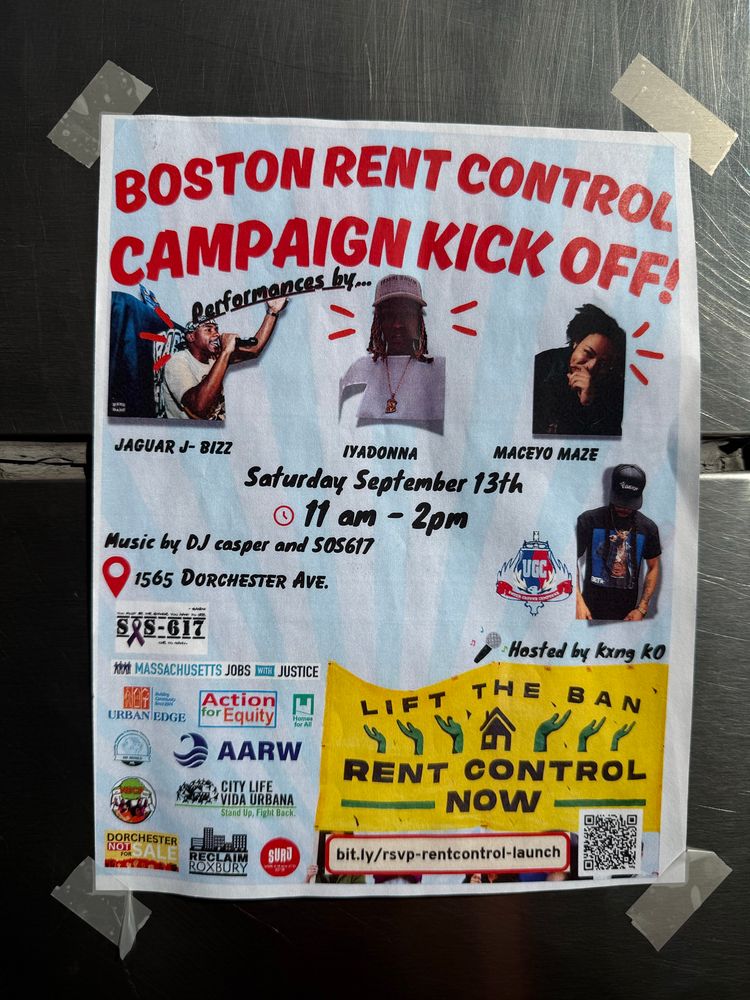 BOSTON RENT CONTROL
CAMPAIGN KICK OFF!
Performances by...
JAGUAR J- BIZZ
IYADONNA
MACEYO MAZE
Saturday September 13th
11 am - 2pm
Music by DJ casper and SOS617
1565 DORCHESTER AVE.
UGC
SOS-617
Hosted by Kxng KO
MASSACHUSETTS JOBS WITH JUSTICE
URBAN EDGE
Action
for Equity
Homes
for All
AARW
CITY LIFE
VIDA URBANA
Stand Up, Fight Back.
DORCHESTER
NOT FOR SALE
RECLAIM
ROXBURY
SURJ
LIFT THE BAN
RENT CONTROL
NOW
bit.ly/rsvp-rentcontrol-launch